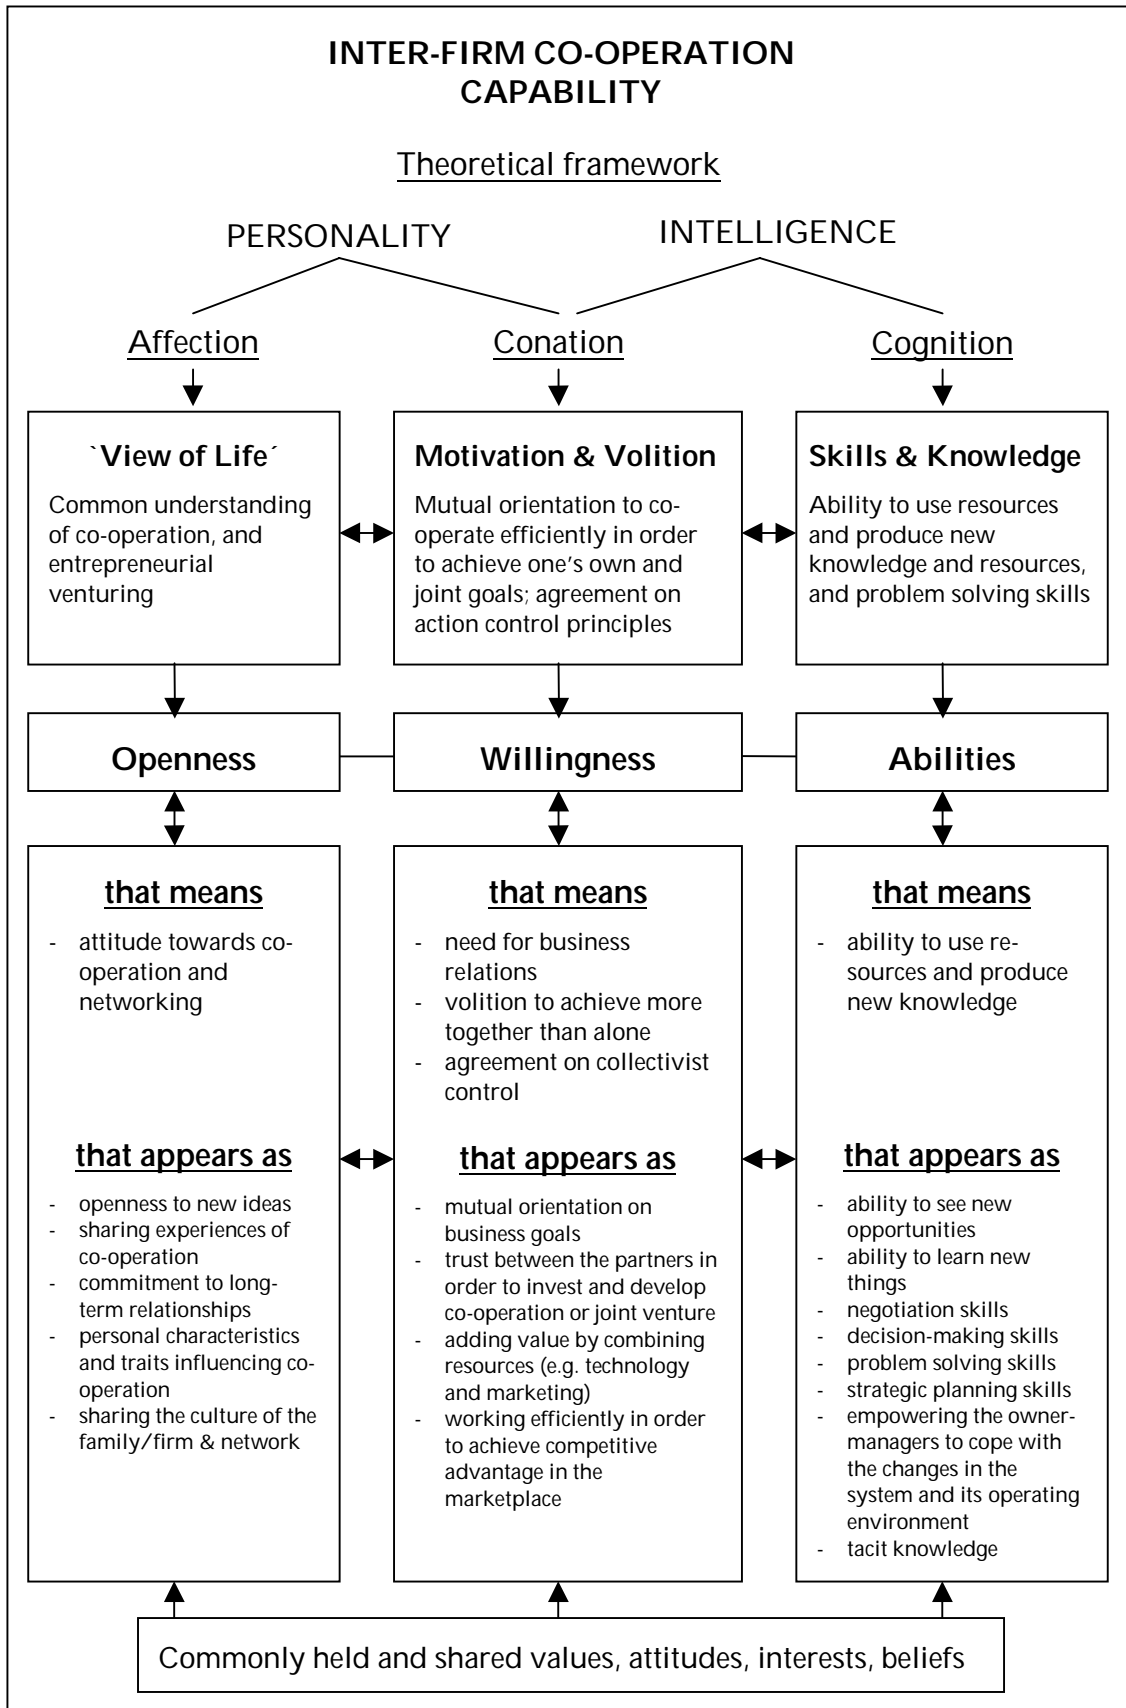 INTER-FIRM CO-OPERATION
CAPABILITY
Theoretical framework
PERSONALITY
INTELLIGENCE
Affection
Conation
Cognition
`View of Life´
Common understanding
of co-operation, and
entrepreneurial
venturing
Motivation & Volition
Mutual orientation to co-
operate efficiently in order
to achieve one’s own and
joint goals; agreement on
action control principles
Skills & Knowledge
Ability to use resources
and produce new
knowledge and resources,
and problem solving skills
Openness
Willingness
Abilities
that means
- attitude towards co-
operation and
networking
that appears as
- openness to new ideas
- sharing experiences of
co-operation
- commitment to long-
term relationships
- personal characteristics
and traits influencing co-
operation
- sharing the culture of the
family/firm & network
that means
- need for business
relations
- volition to achieve more
together than alone
- agreement on collectivist
control
that appears as
- mutual orientation on
business goals
- trust between the partners in
order to invest and develop
co-operation or joint venture
- adding value by combining
resources (e.g. technology
and marketing)
- working efficiently in order
to achieve competitive
advantage in the
marketplace
that means
- ability to use re-
sources and produce
new knowledge
that appears as
- ability to see new
opportunities
- ability to learn new
things
- negotiation skills
- decision-making skills
- problem solving skills
- strategic planning skills
- empowering the owner-
managers to cope with
the changes in the
system and its operating
environment
- tacit knowledge
Commonly held and shared values, attitudes, interests, beliefs